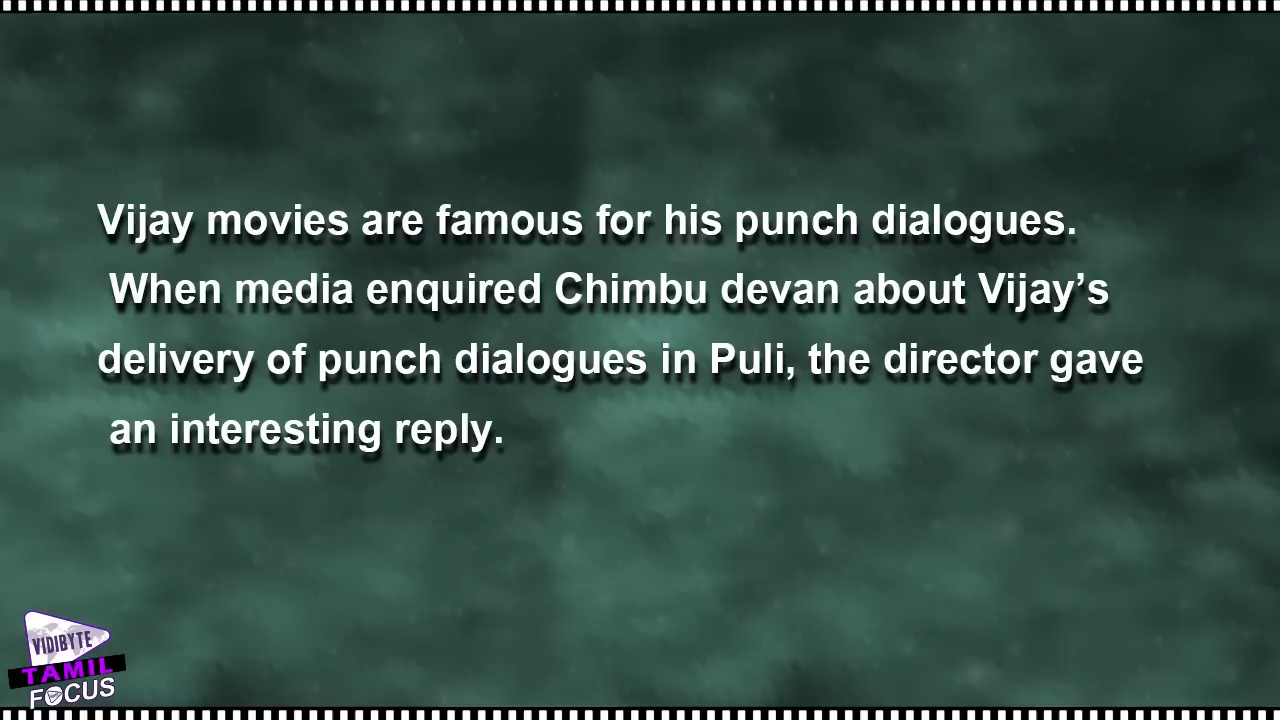 Vijay movies are famous for his punch dialogues.
When media enquired Chimbu devan about Vijay’s
delivery of punch dialogues in Puli, the director gave
an interesting reply.
VIDIBYTE
TAMIL
FOCUS